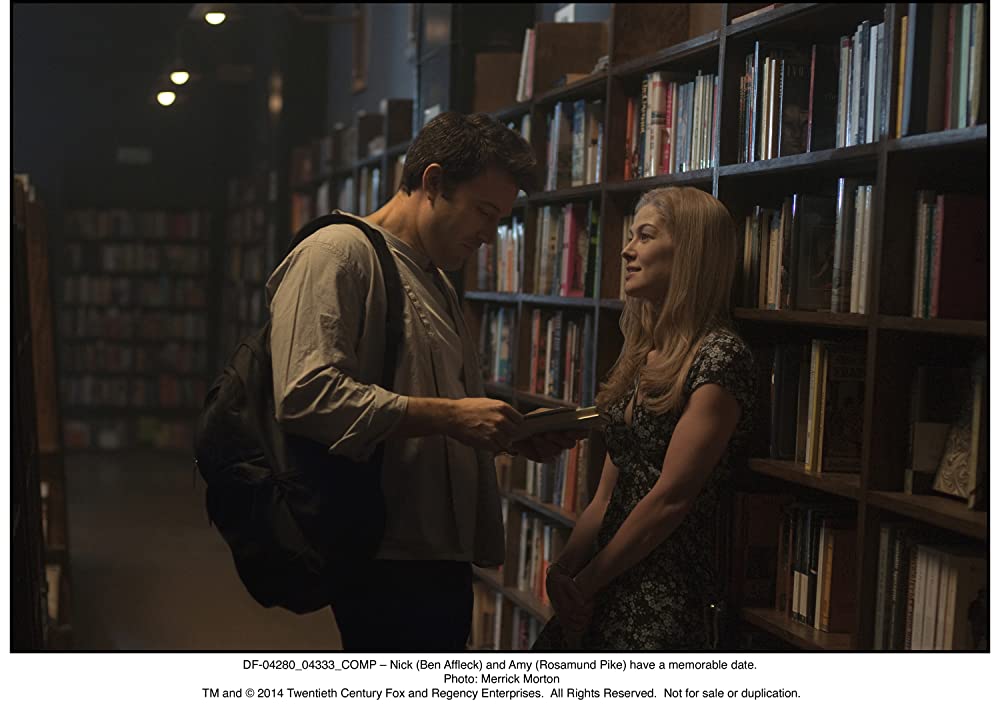 DF-04280_04333_COMP – Nick (Ben Affleck) and Amy (Rosamund Pike) have a memorable date.
Photo: Merrick Morton
TM and © 2014 Twentieth Century Fox and Regency Enterprises.  All Rights Reserved.  Not for sale or duplication.